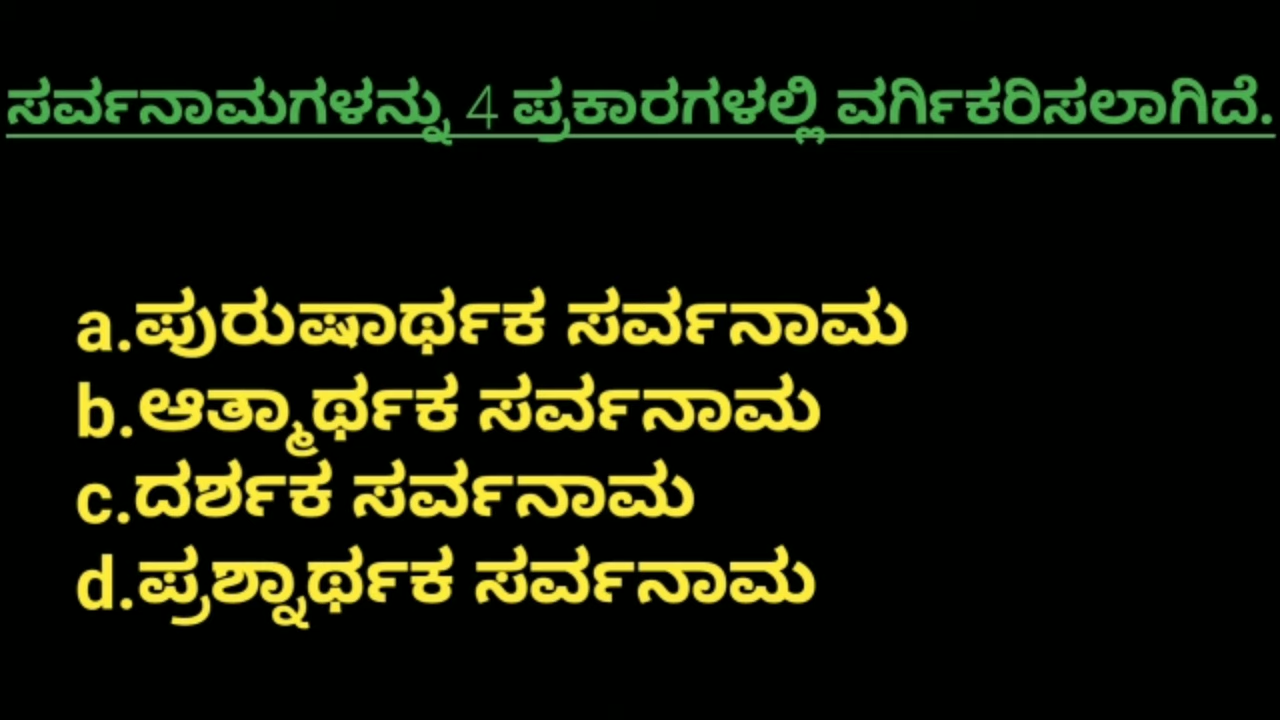 ಸರ್ವನಾಮಗಳನ್ನು 4 ಪ್ರಕಾರಗಳಲ್ಲಿ ವರ್ಗಿಕರಿಸಲಾಗಿದೆ.
a.ಪುರುಷಾರ್ಥಕ ಸರ್ವನಾಮ
b.ಆತ್ಮಾರ್ಥಕ ಸರ್ವನಾಮ
c.ದರ್ಶಕ ಸರ್ವನಾಮ
d.ಪ್ರಶ್ನಾರ್ಥಕ ಸರ್ವನಾಮ